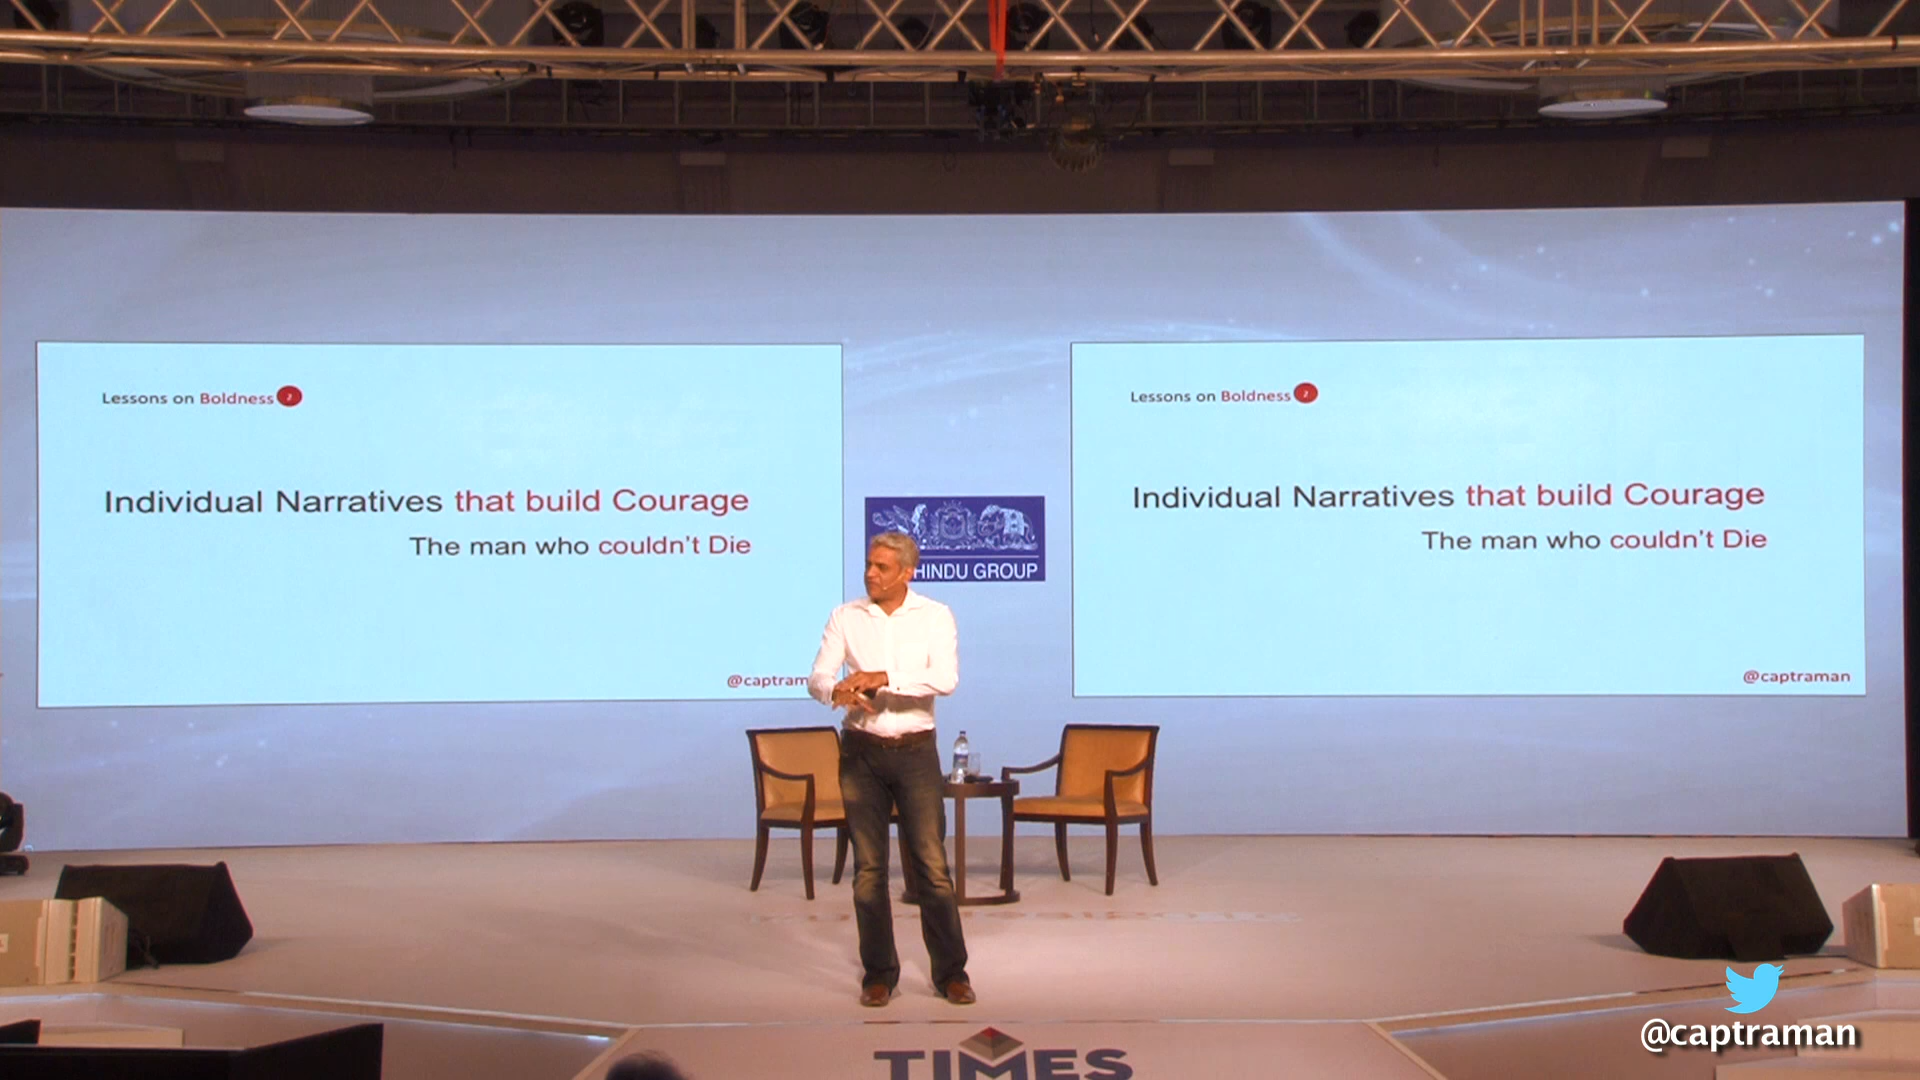 Lessons on Boldness 2
Individual Narratives that build Courage
The man who couldn't Die
@captram
HINDU GROUP
Lessons on Boldness 2
Individual Narratives that build Courage
The man who couldn't Die
@captraman
TIMES
@captraman